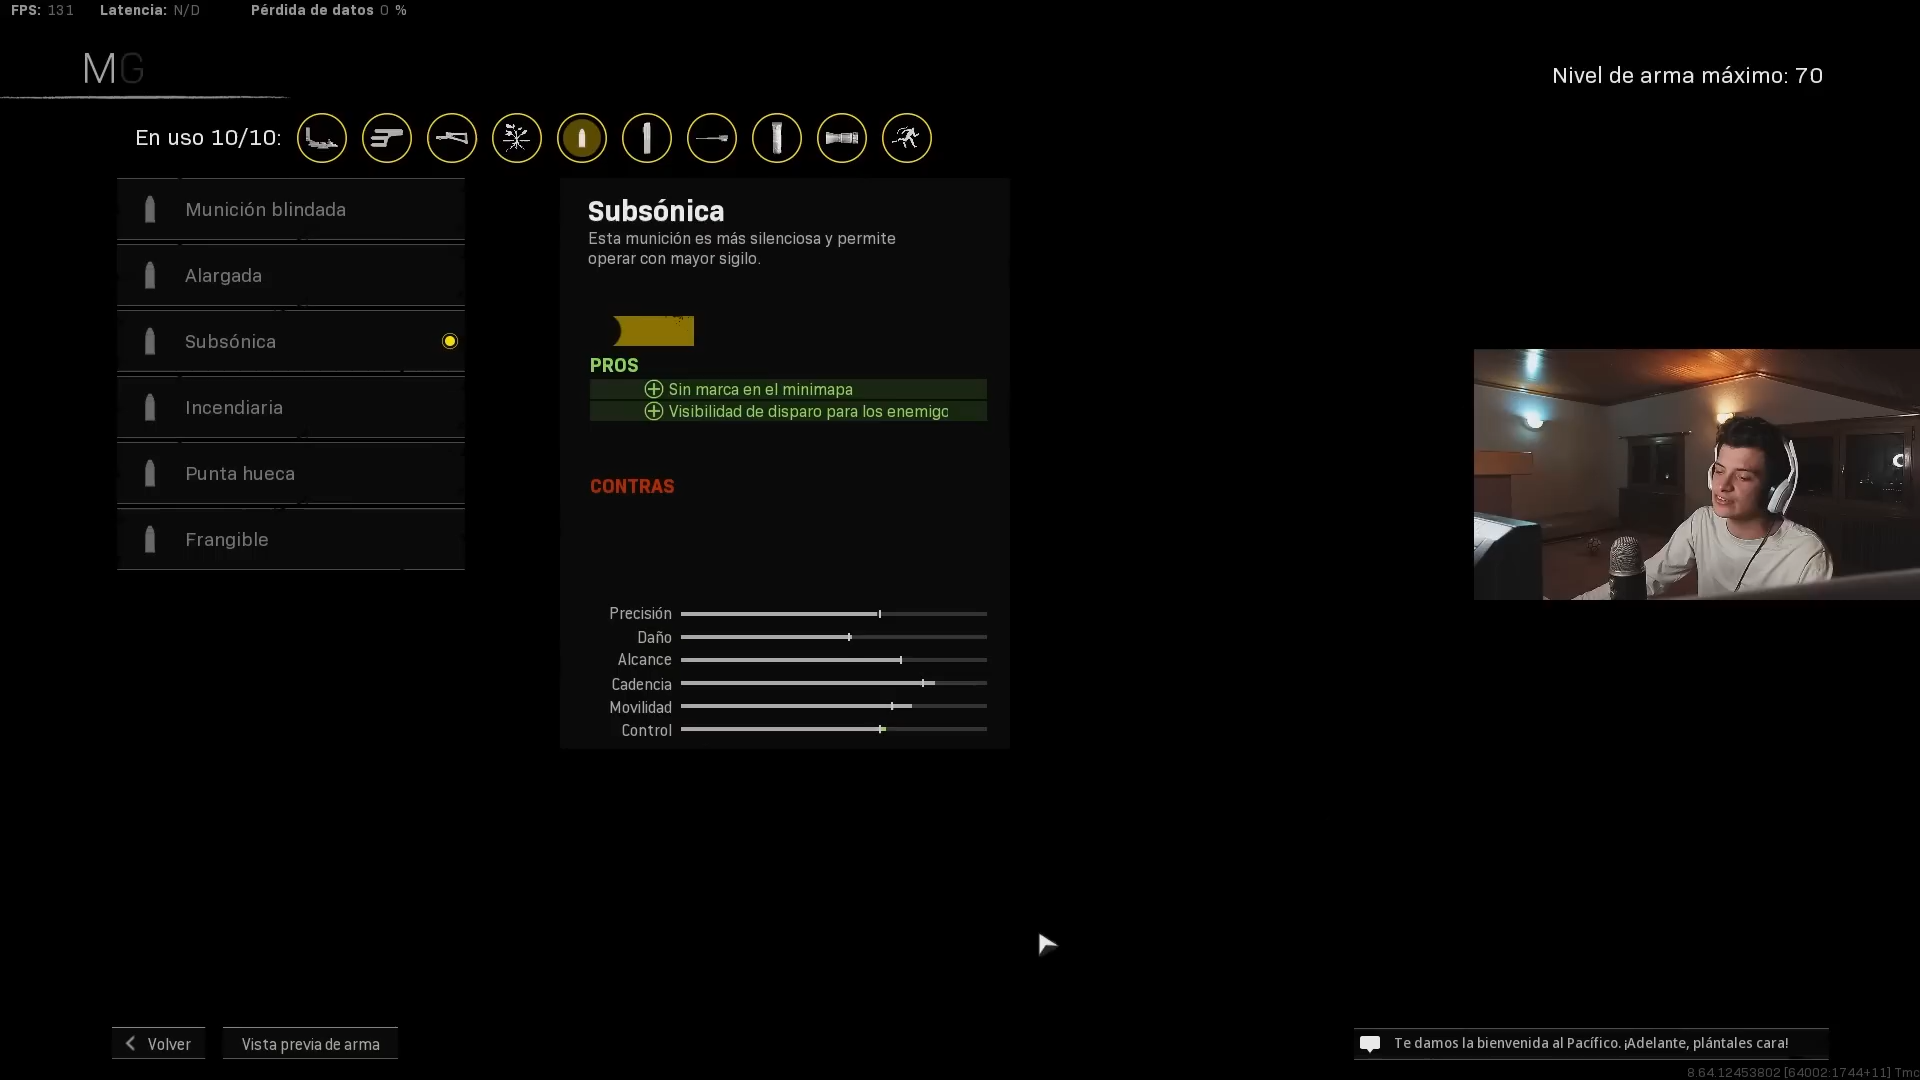 FPS: 131 Latencia: N/D Pérdida de datos 0 %
MG
Nivel de arma máximo: 70
En uso 10/10:
Munición blindada
Alargada
Subsónica
Incendiaria
Punta hueca
Frangible
Subsónica
Esta munición es más silenciosa y permite
operar con mayor sigilo.
PROS
Sin marca en el minimapa
Visibilidad de disparo para los enemigo
CONTRAS
Precisión
Daño
Alcance
Cadencia
Movilidad
Control
Volver
Vista previa de arma
Te damos la bienvenida al Pacífico. ¡Adelante, plántales cara!
8.64.12453802 [64002:1744+11] Tmc